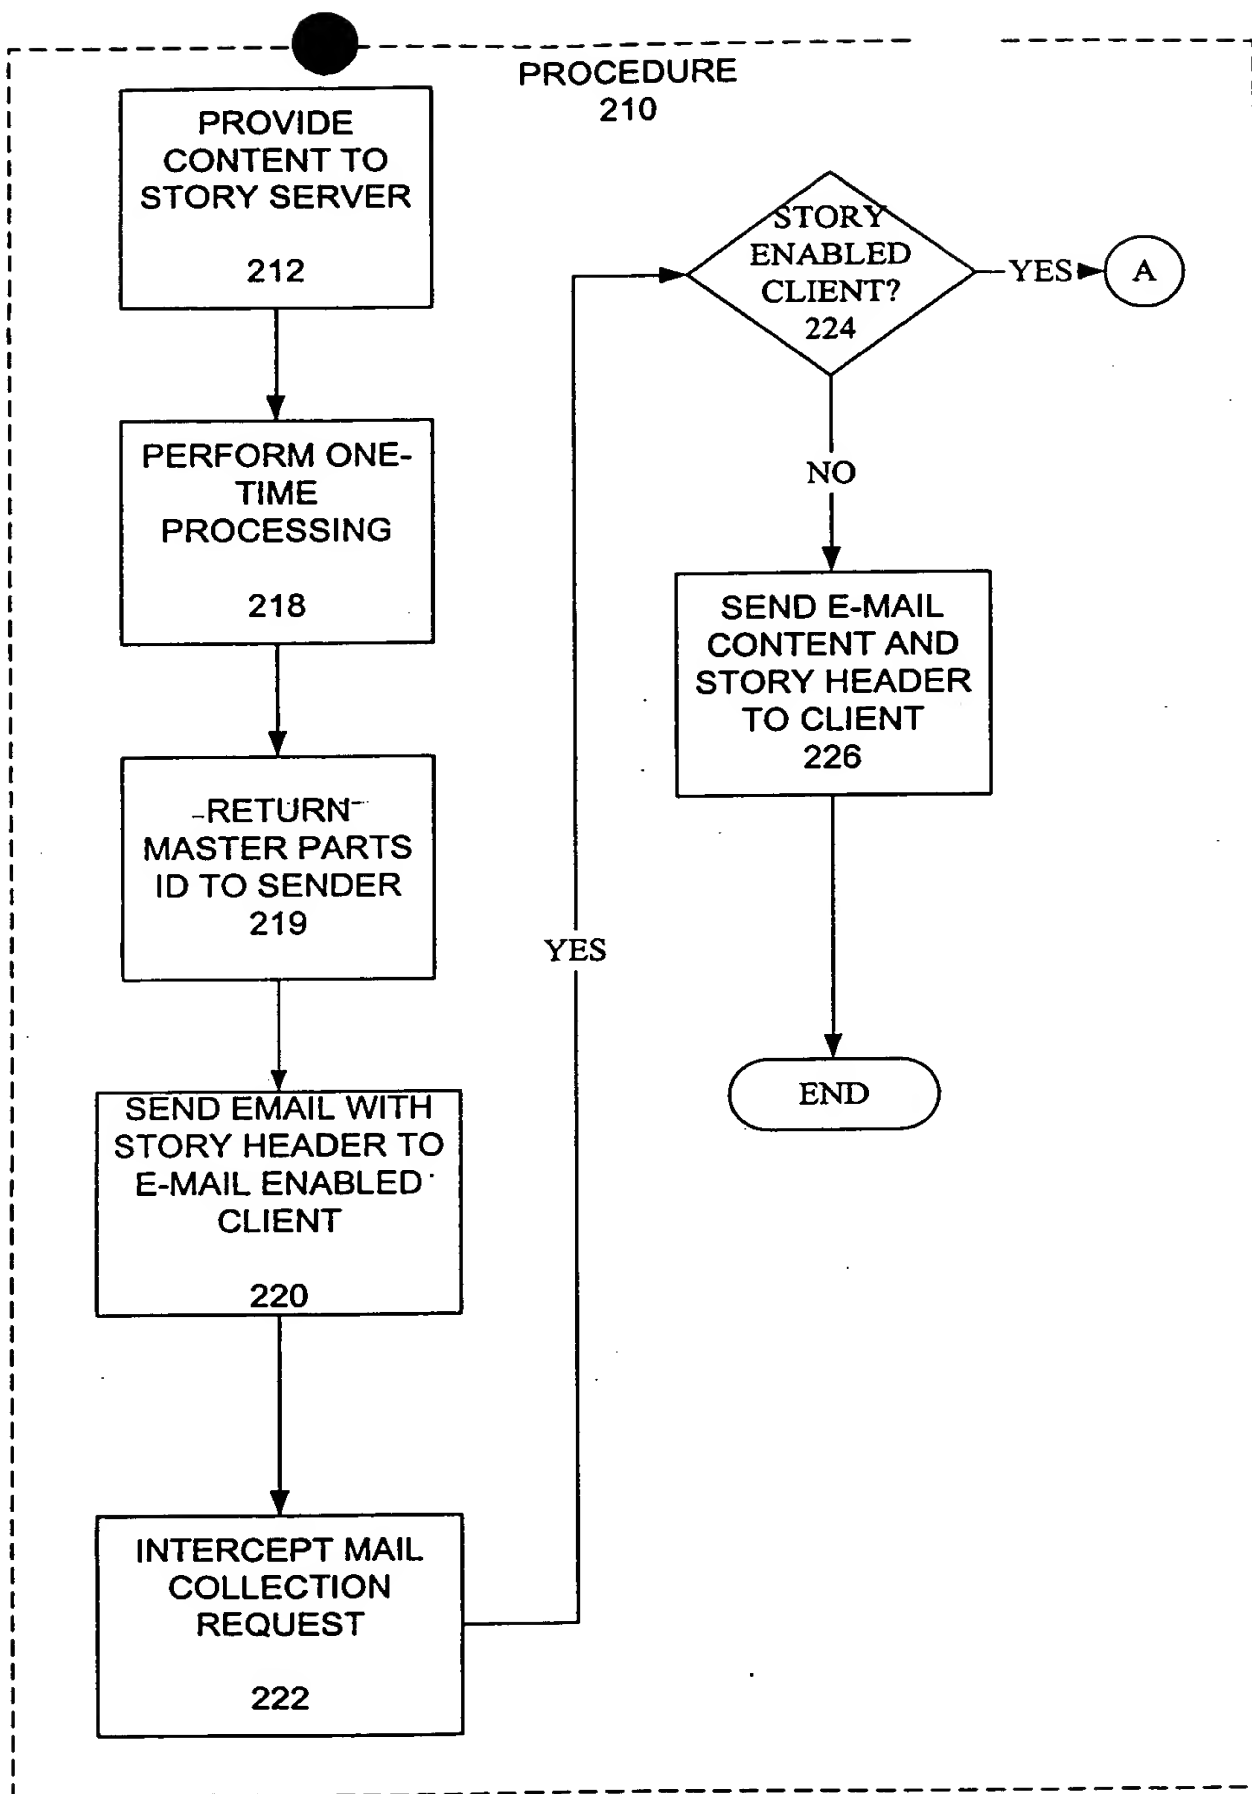 PROCEDURE
210
PROVIDE
CONTENT TO
STORY SERVER
212
PERFORM ONE-
TIME
PROCESSING
218
RETURN
MASTER PARTS
ID TO SENDER
219
SEND EMAIL WITH
STORY HEADER TO
E-MAIL ENABLED
CLIENT
220
INTERCEPT MAIL
COLLECTION
REQUEST
222
YES
STORY
ENABLED
CLIENT?
224
YES
A
NO
SEND E-MAIL
CONTENT AND
STORY HEADER
TO CLIENT
226
END